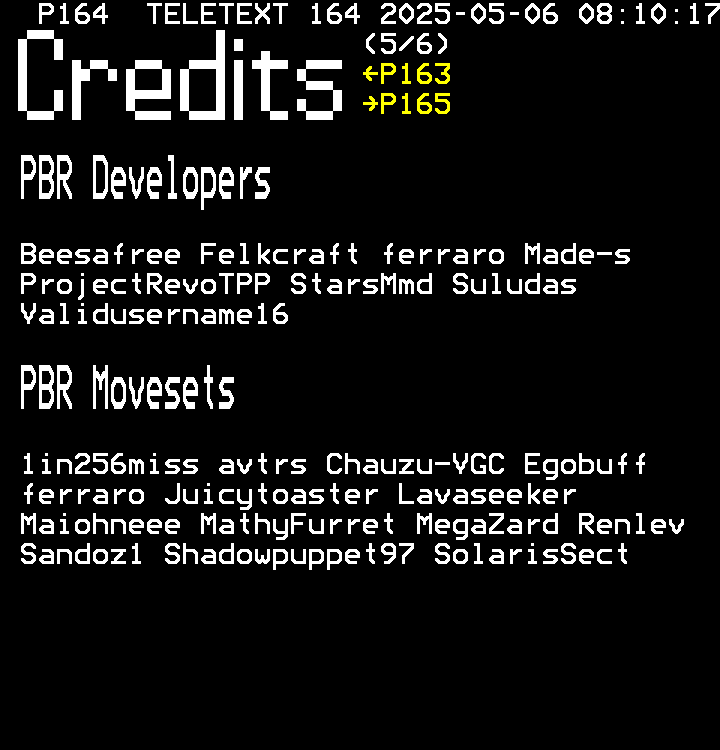 P164 TELETEXT 164 2025-05-06 08:10:17
Credits
(5/6)
←P163
→P165
PBR Developers
Beesafree Felkcraft ferraro Made-s
ProjectRevoTPP StarsMmd Suludas
Validusername16
PBR Movesets
1in256miss avtrs Chauzu-VGC Egobuff
ferraro Juicytoaster Lavaseeker
Maiohneee MathyFurret MegaZard Renlev
Sandoz1 Shadowpuppet97 SolarisSect